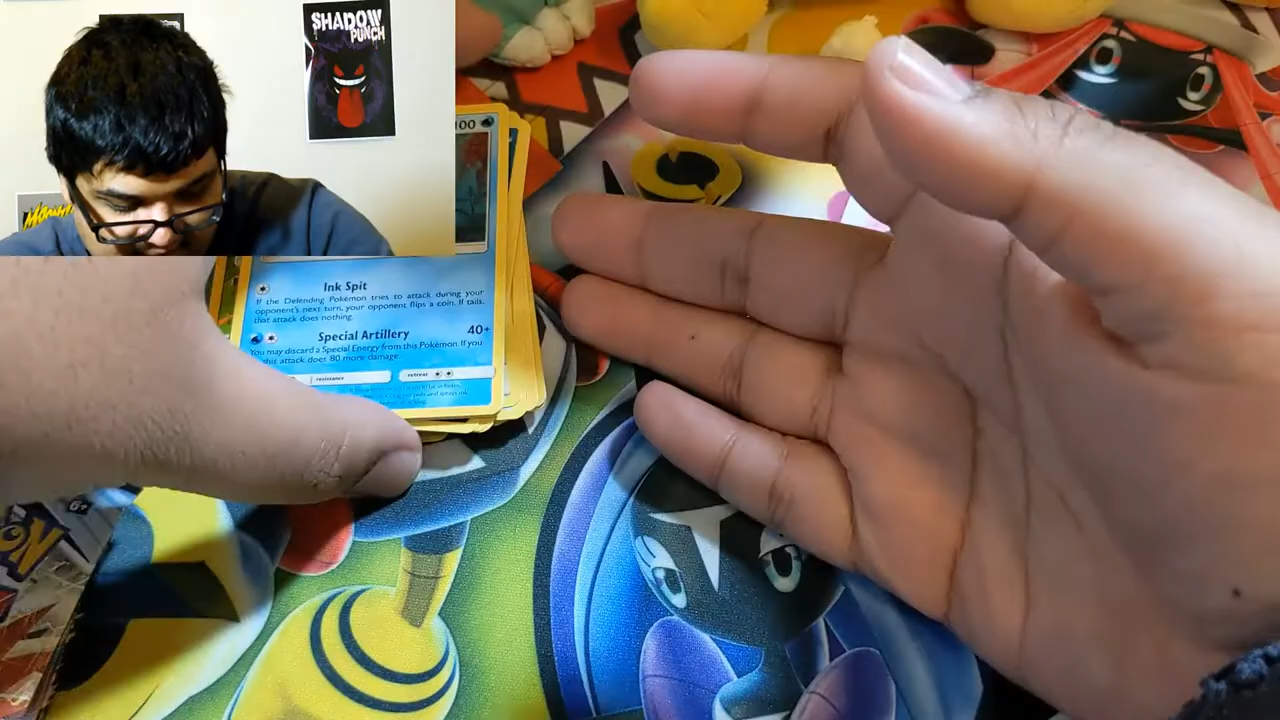 SHADOW
PUNCH
100
Ink Spit
If the Defending Pokémon tries to attack during your
opponent's next turn, your opponent flips a coin. If tails,
that attack does nothing.
Special Artillery 40+
You may discard a Special Energy from this Pokémon. If you
this attack does 80 more damage.
resistance
retreat
6+